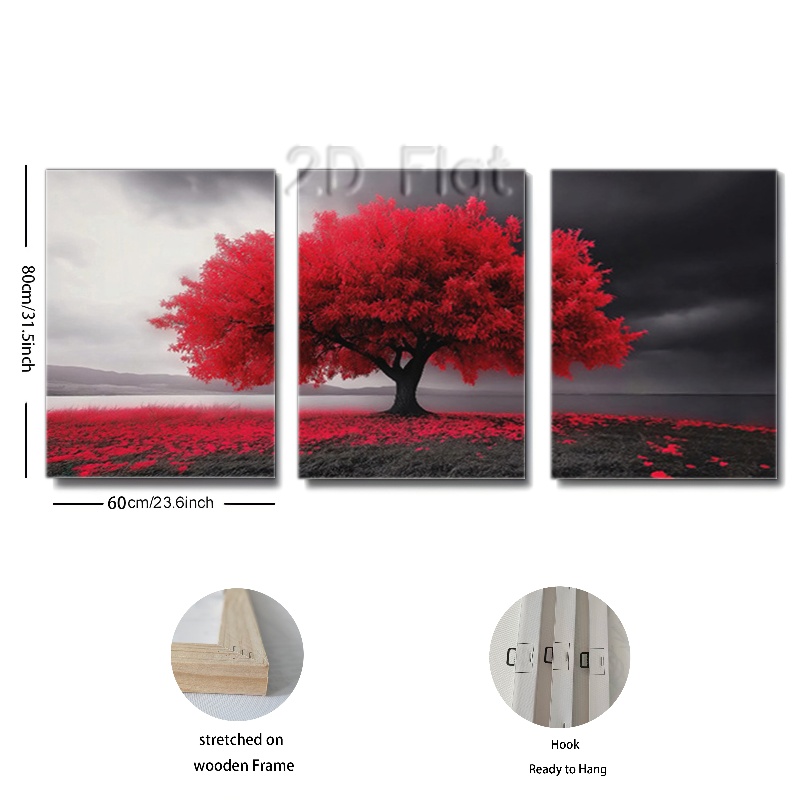 2D Flat
80cm/31.5inch
60cm/23.6inch
stretched on
wooden Frame
Hook
Ready to Hang